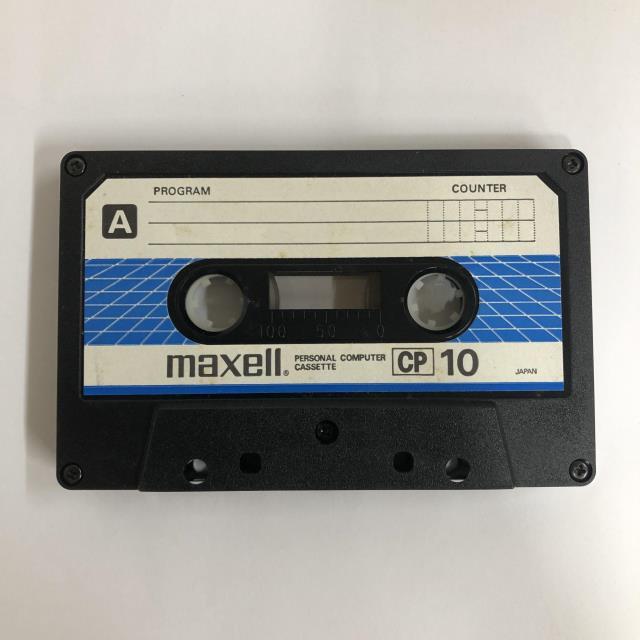 PROGRAM COUNTER
A
100 50 0
maxell® PERSONAL COMPUTER CASSETTE CP 10
JAPAN